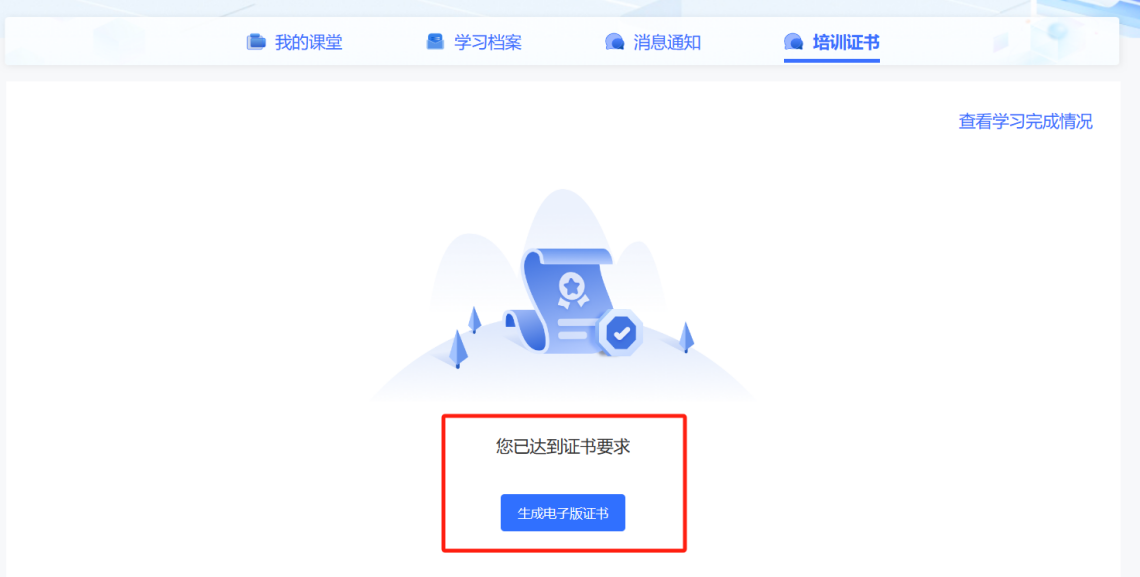 我的课堂
学习档案
消息通知
培训证书
查看学习完成情况
您已达到证书要求
生成电子版证书